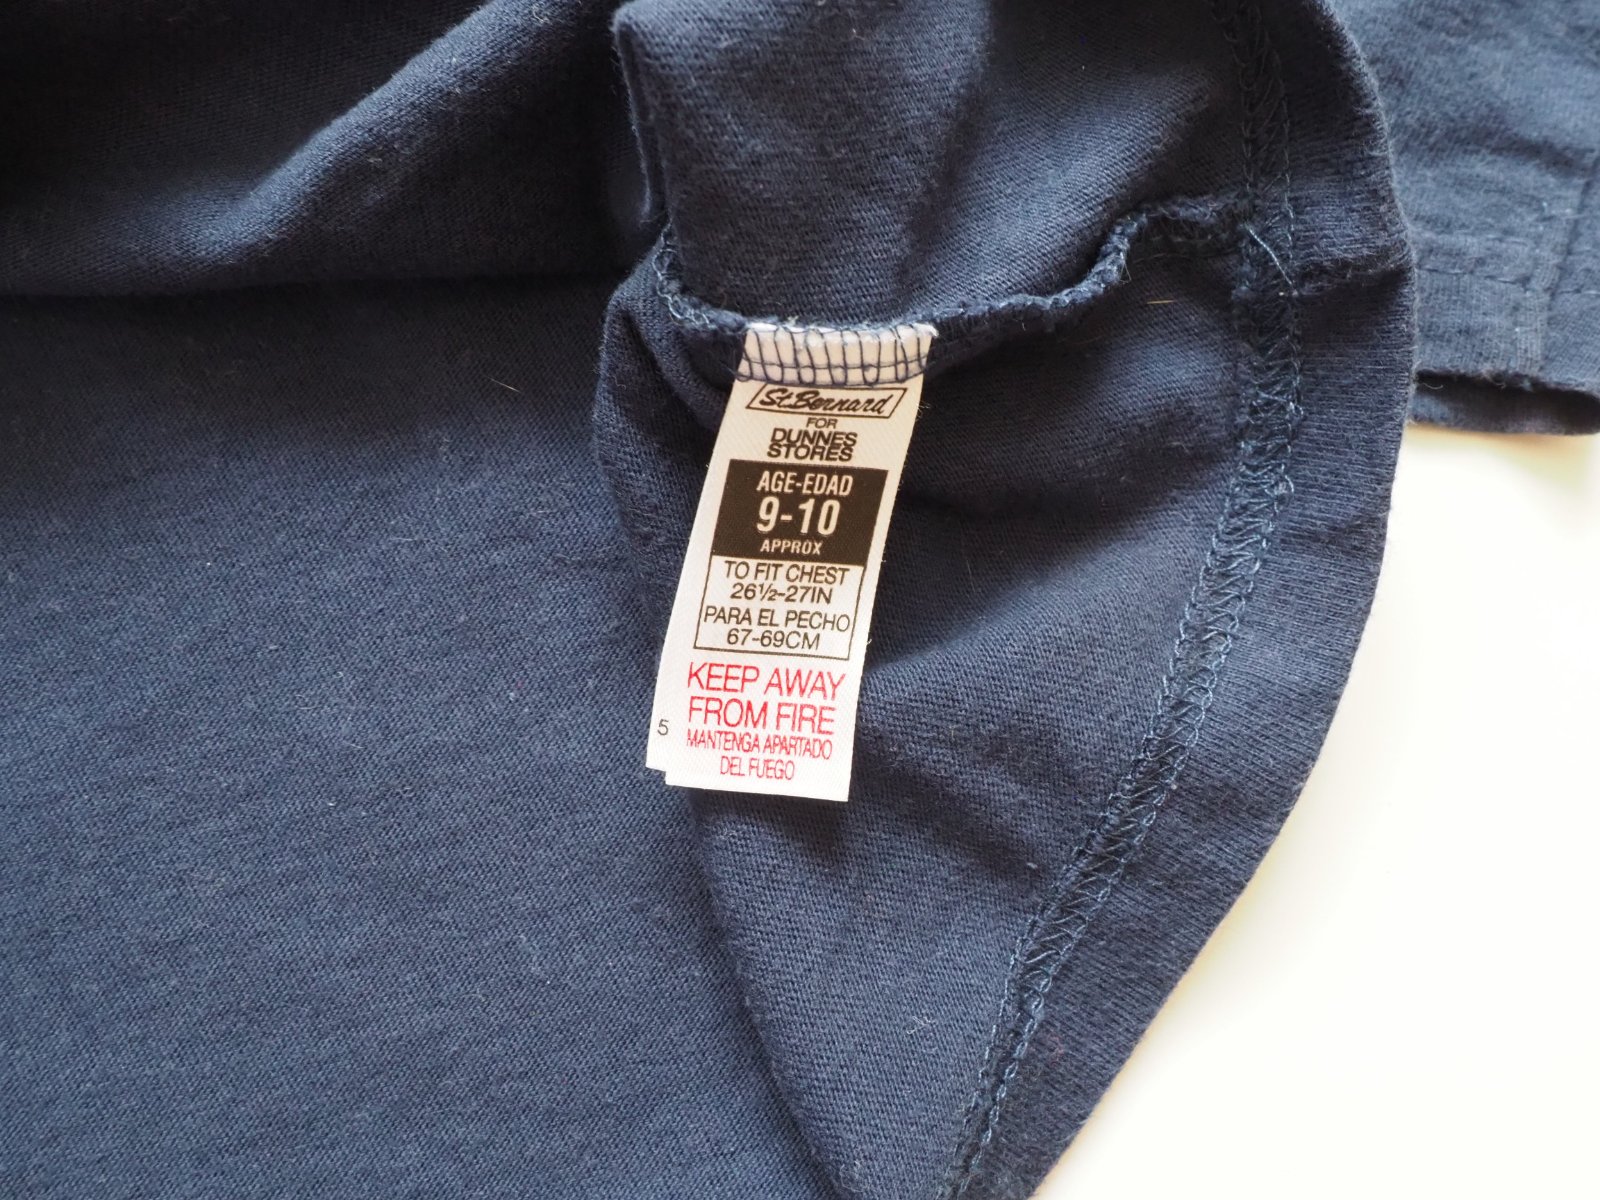 St.Bernard
FOR
DUNNES
STORES
AGE-EDAD
9-10
APPROX
TO FIT CHEST
26½-27IN
PARA EL PECHO
67-69CM
KEEP AWAY
FROM FIRE
MANTENGA APARTADO
DEL FUEGO
5